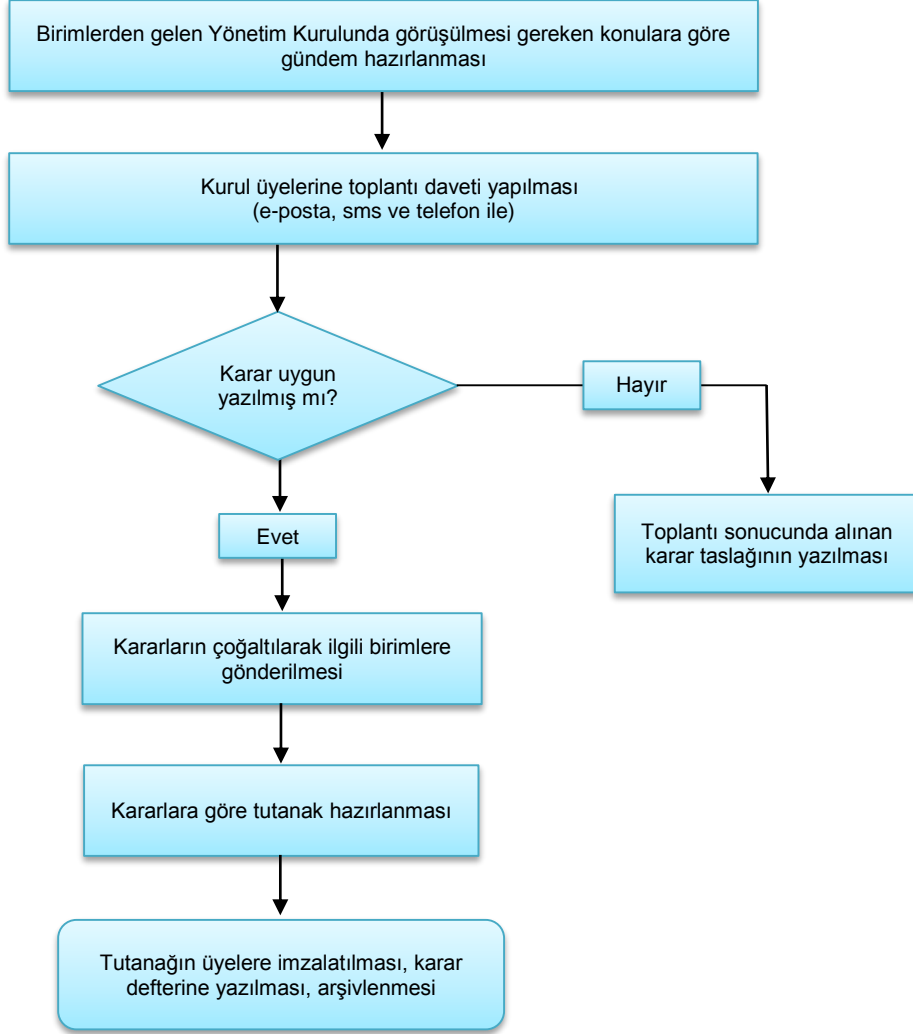 Birimlerden gelen Yönetim Kurulunda görüşülmesi gereken konulara göre
gündem hazırlanması
Kurul üyelerine toplantı daveti yapılması
(e-posta, sms ve telefon ile)
Karar uygun
yazılmış mı?
Hayır
Evet
Toplantı sonucunda alınan
karar taslağının yazılması
Kararların çoğaltılarak ilgili birimlere
gönderilmesi
Kararlara göre tutanak hazırlanması
Tutanağın üyelere imzalatılması, karar
defterine yazılması, arşivlenmesi